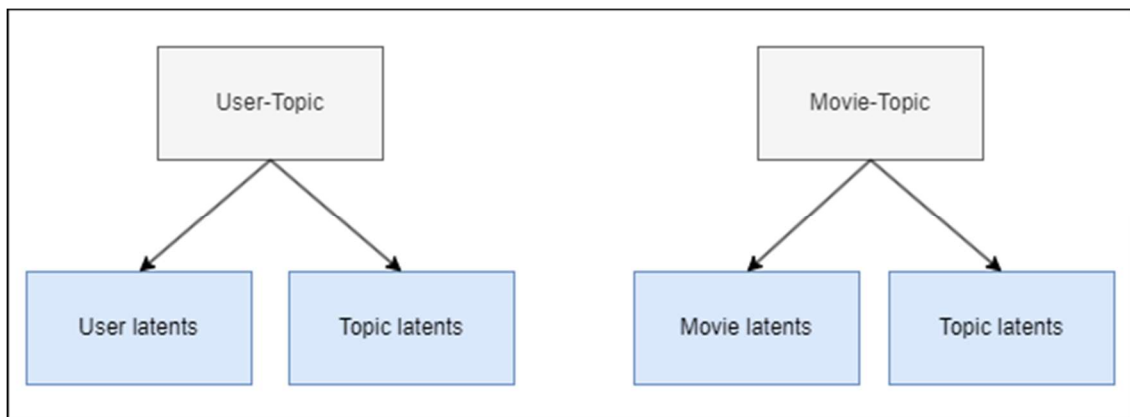 User-Topic
Movie-Topic
User latents
Topic latents
Movie latents
Topic latents